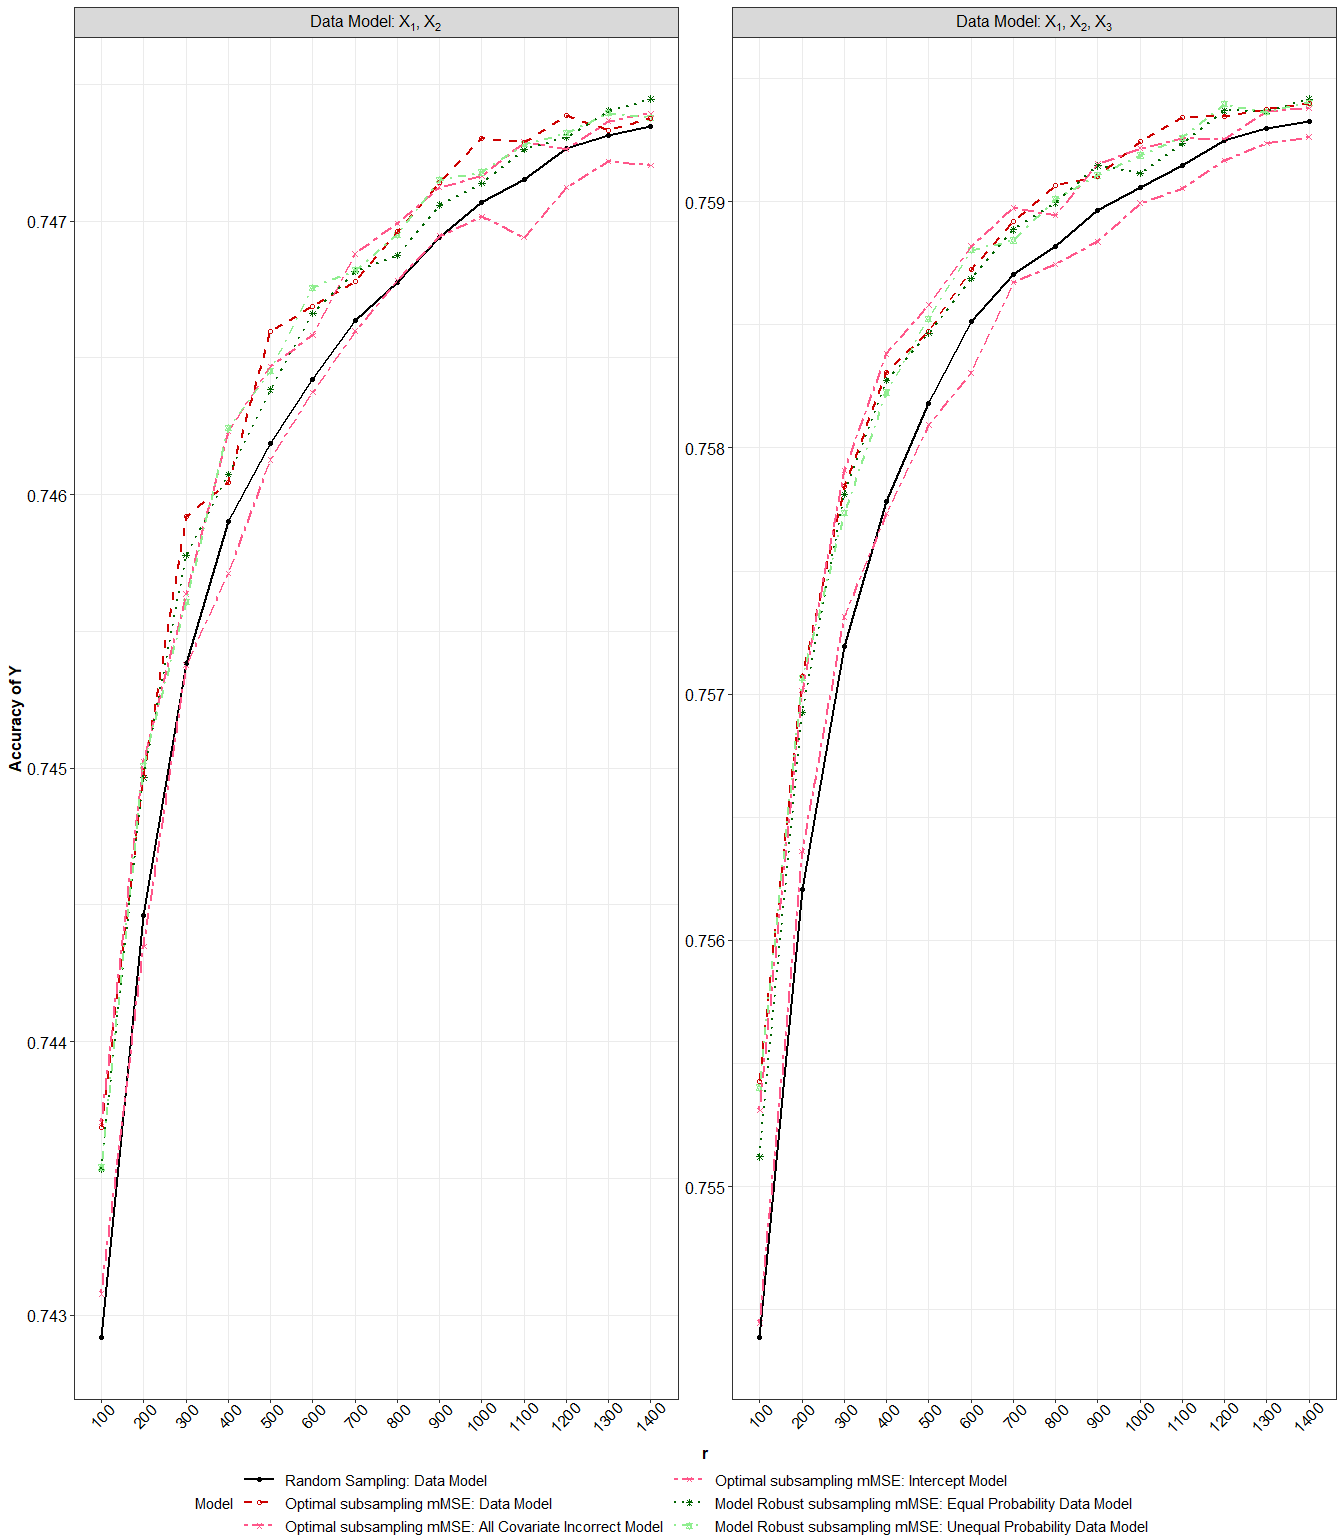 Data Model: X1, X2
Data Model: X1, X2, X3
Accuracy of Y
0.747
0.746
0.745
0.744
0.743
0.759
0.758
0.757
0.756
0.755
100 200 300 400 500 600 700 800 900 1000 1100 1200 1300 1400
100 200 300 400 500 600 700 800 900 1000 1100 1200 1300 1400
r
Model
Random Sampling: Data Model
Optimal subsampling mMSE: Data Model
Optimal subsampling mMSE: All Covariate Incorrect Model
Optimal subsampling mMSE: Intercept Model
Model Robust subsampling mMSE: Equal Probability Data Model
Model Robust subsampling mMSE: Unequal Probability Data Model